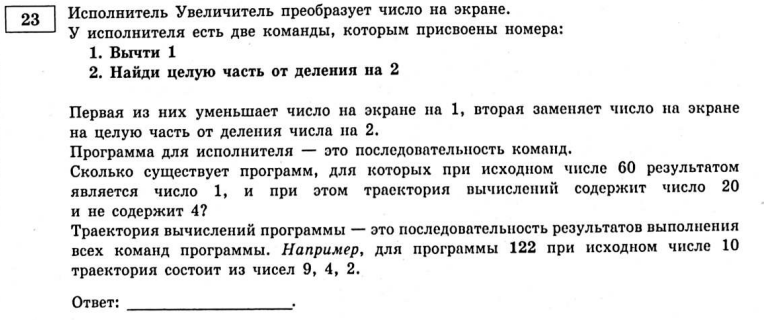 23
Исполнитель Увеличитель преобразует число на экране.
У исполнителя есть две команды, которым присвоены номера:
1. Вычти 1
2. Найди целую часть от деления на 2
Первая из них уменьшает число на экране на 1, вторая заменяет число на экране
на целую часть от деления числа на 2.
Программа для исполнителя — это последовательность команд.
Сколько существует программ, для которых при исходном числе 60 результатом
является число 1, и при этом траектория вычислений содержит число 20
и не содержит 4?
Траектория вычислений программы — это последовательность результатов выполнения
всех команд программы. Например, для программы 122 при исходном числе 10
траектория состоит из чисел 9, 4, 2.
Ответ: ____________________.